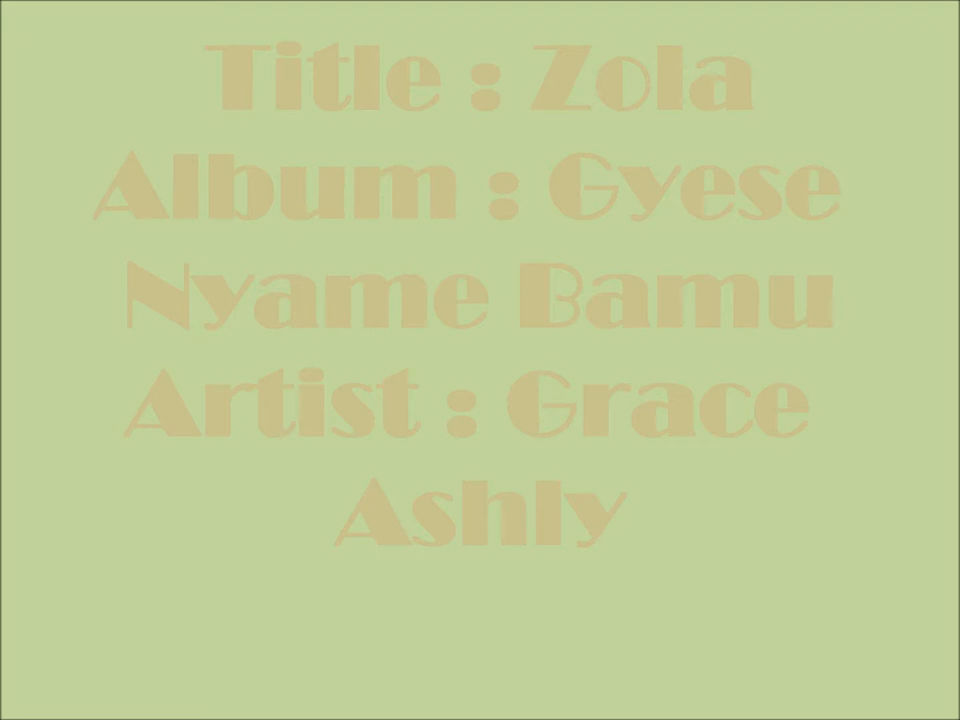 Title : Zola
Album : Gyese
Nyame Bamu
Artist : Grace
Ashly